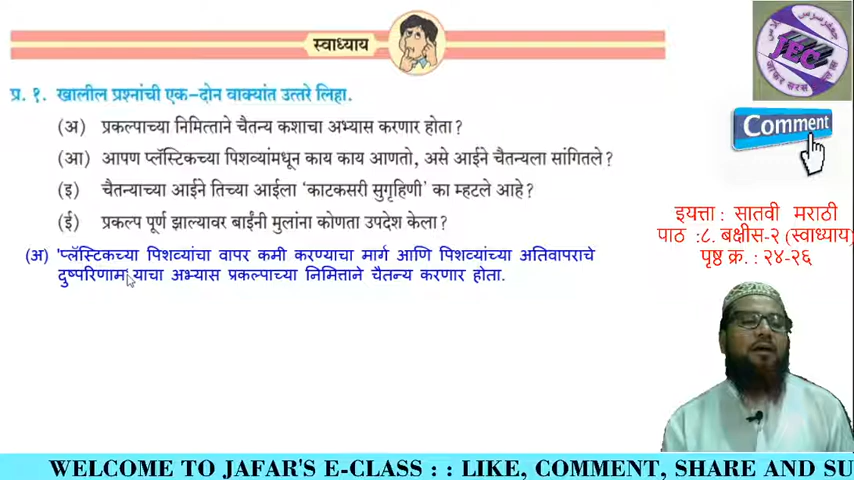 स्वाध्याय
प्र. १. खालील प्रश्नांची एक-दोन वाक्यांत उत्तरे लिहा.
(अ) प्रकल्पाच्या निमित्ताने चैतन्य कशाचा अभ्यास करणार होता?
(आ) आपण प्लॅस्टिकच्या पिशव्यांमधून काय काय आणतो, असे आईने चैतन्यला सांगितले?
(इ) चैतन्याच्या आईने तिच्या आईला ‘काटकसरी सुगृहिणी’ का म्हटले आहे?
(ई) प्रकल्प पूर्ण झाल्यावर बाईंनी मुलांना कोणता उपदेश केला?
(अ) 'प्लॅस्टिकच्या पिशव्यांचा वापर कमी करण्याचा मार्ग आणि पिशव्यांच्या अतिवापराचे
दुष्परिणाम' याचा अभ्यास प्रकल्पाच्या निमित्ताने चैतन्य करणार होता.
JEC
Comment
इयत्ता : सातवी मराठी
पाठ :८. बक्षीस-२ (स्वाध्याय)
पृष्ठ क्र. : २४-२६
WELCOME TO JAFAR'S E-CLASS : : LIKE, COMMENT, SHARE AND SU